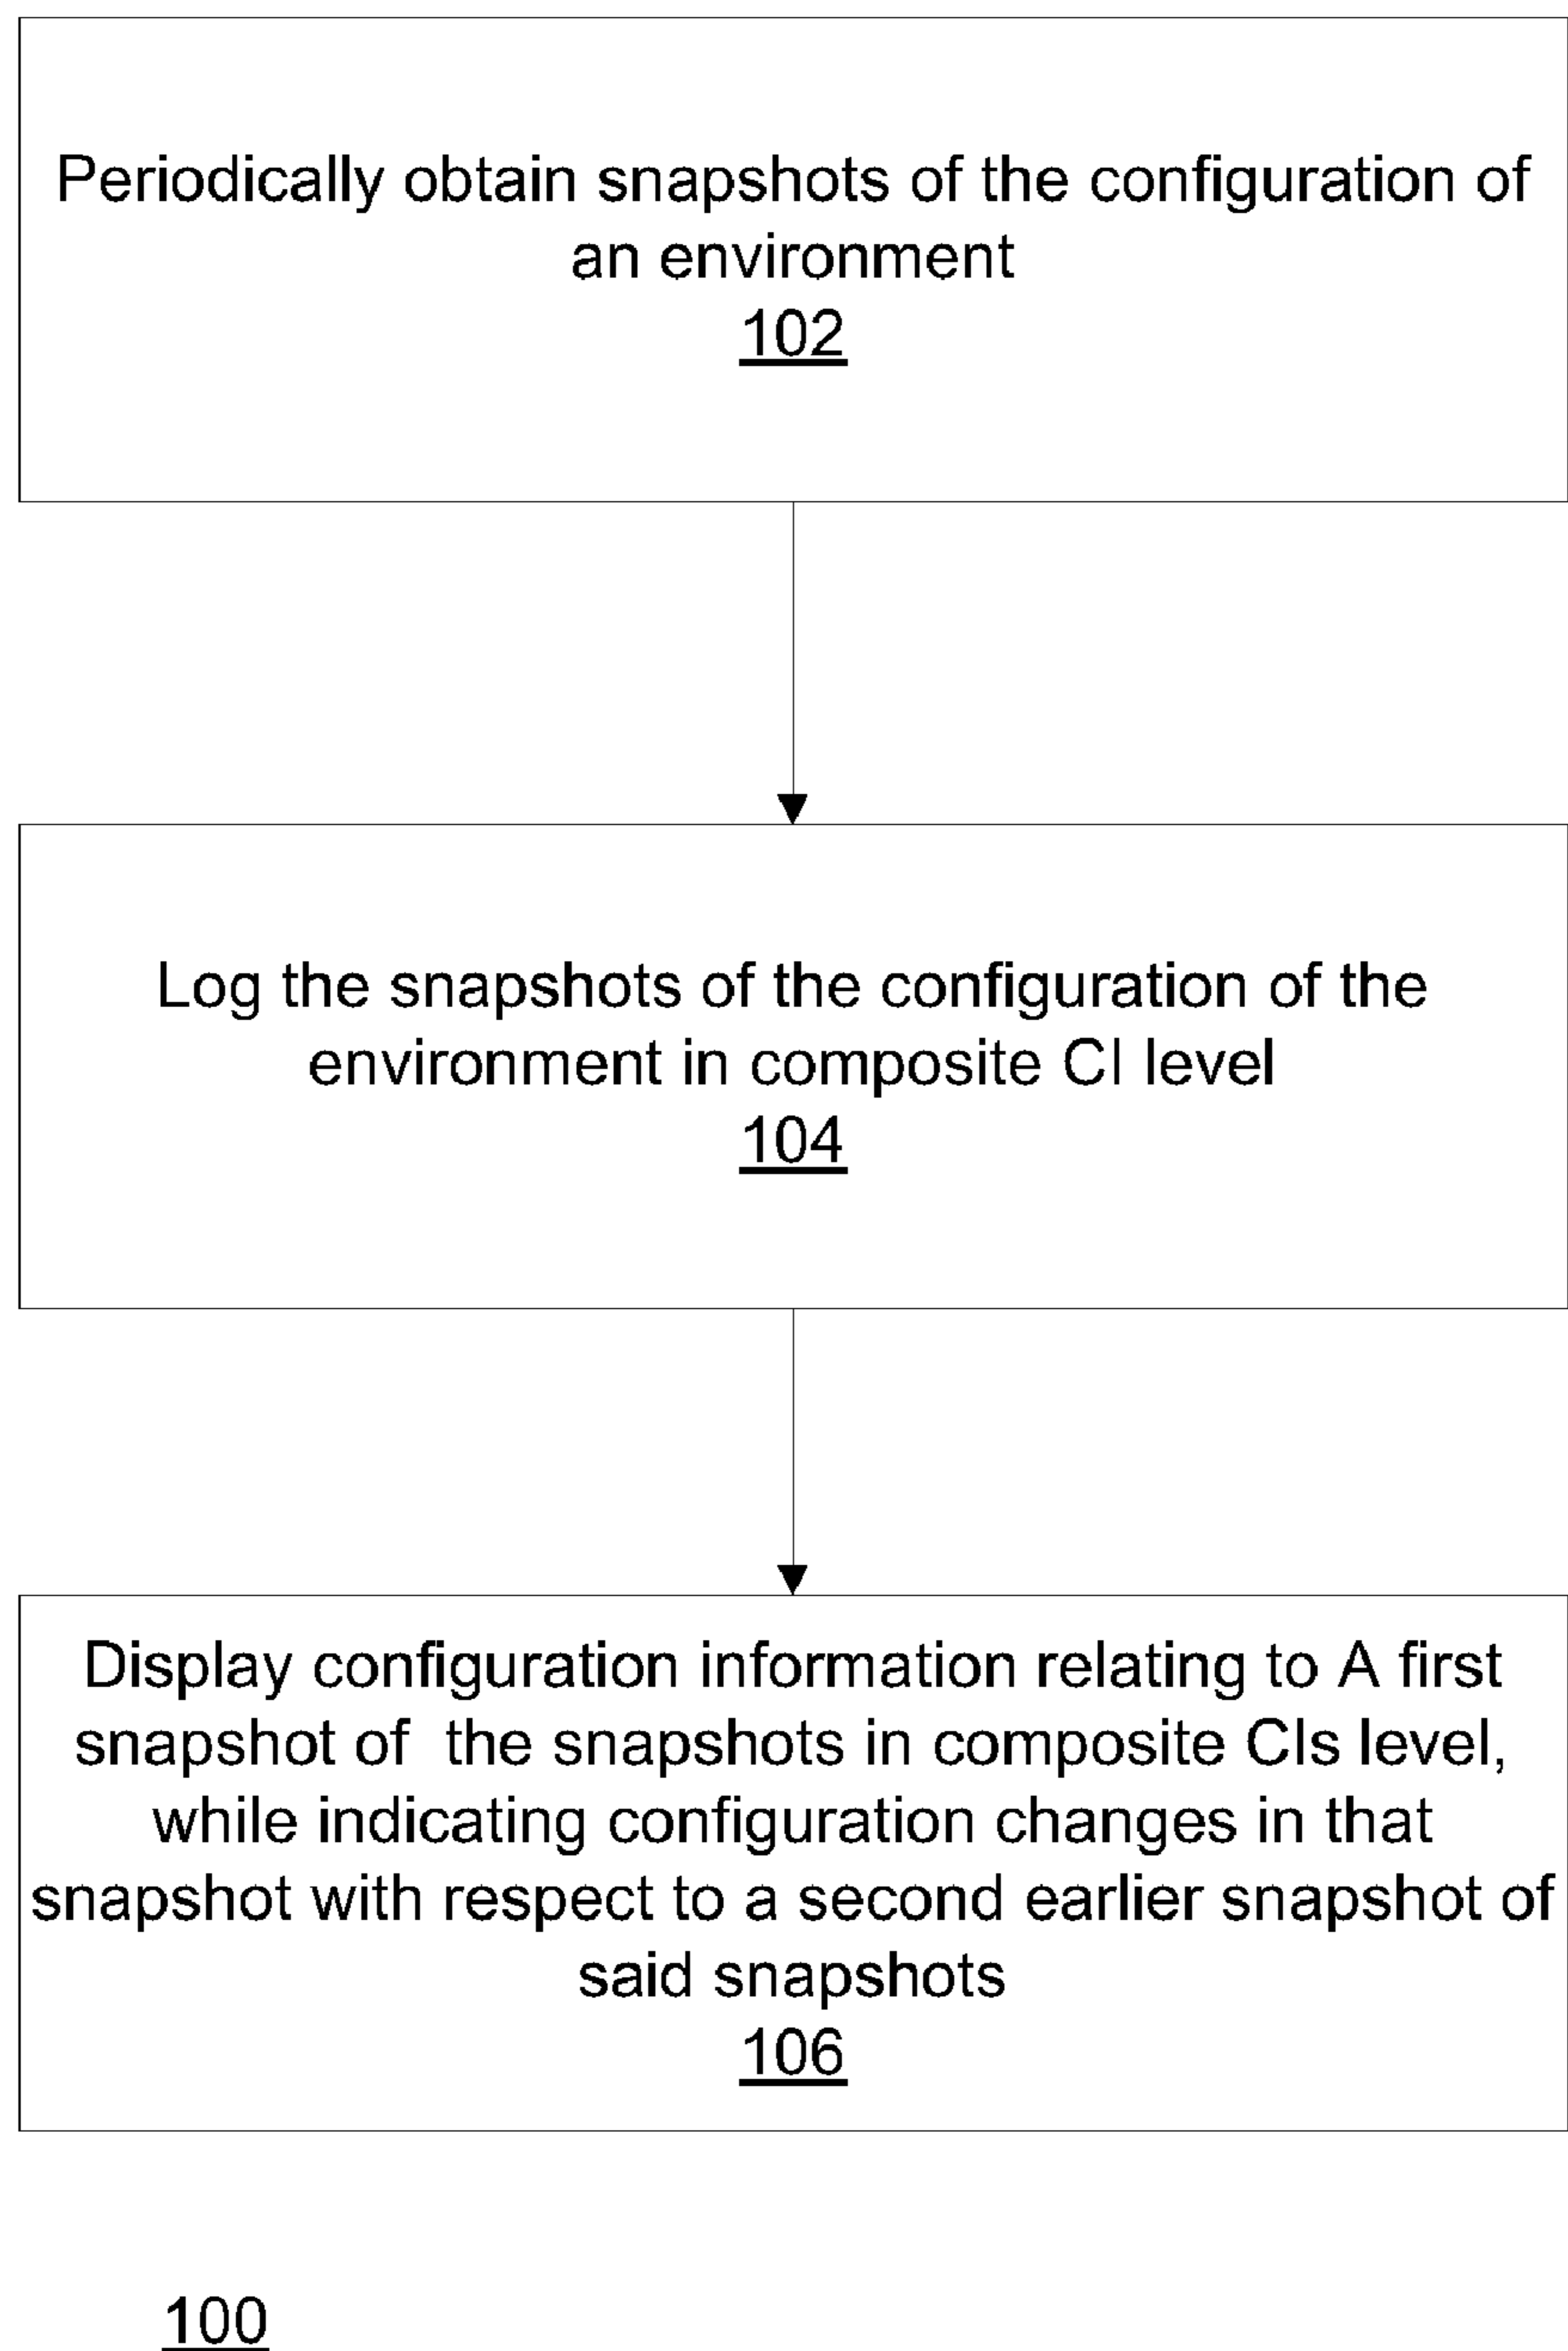 Periodically obtain snapshots of the configuration of
an environment
102
Log the snapshots of the configuration of the
environment in composite CI level
104
Display configuration information relating to A first
snapshot of  the snapshots in composite CIs level,
while indicating configuration changes in that
snapshot with respect to a second earlier snapshot of
said snapshots
106
100